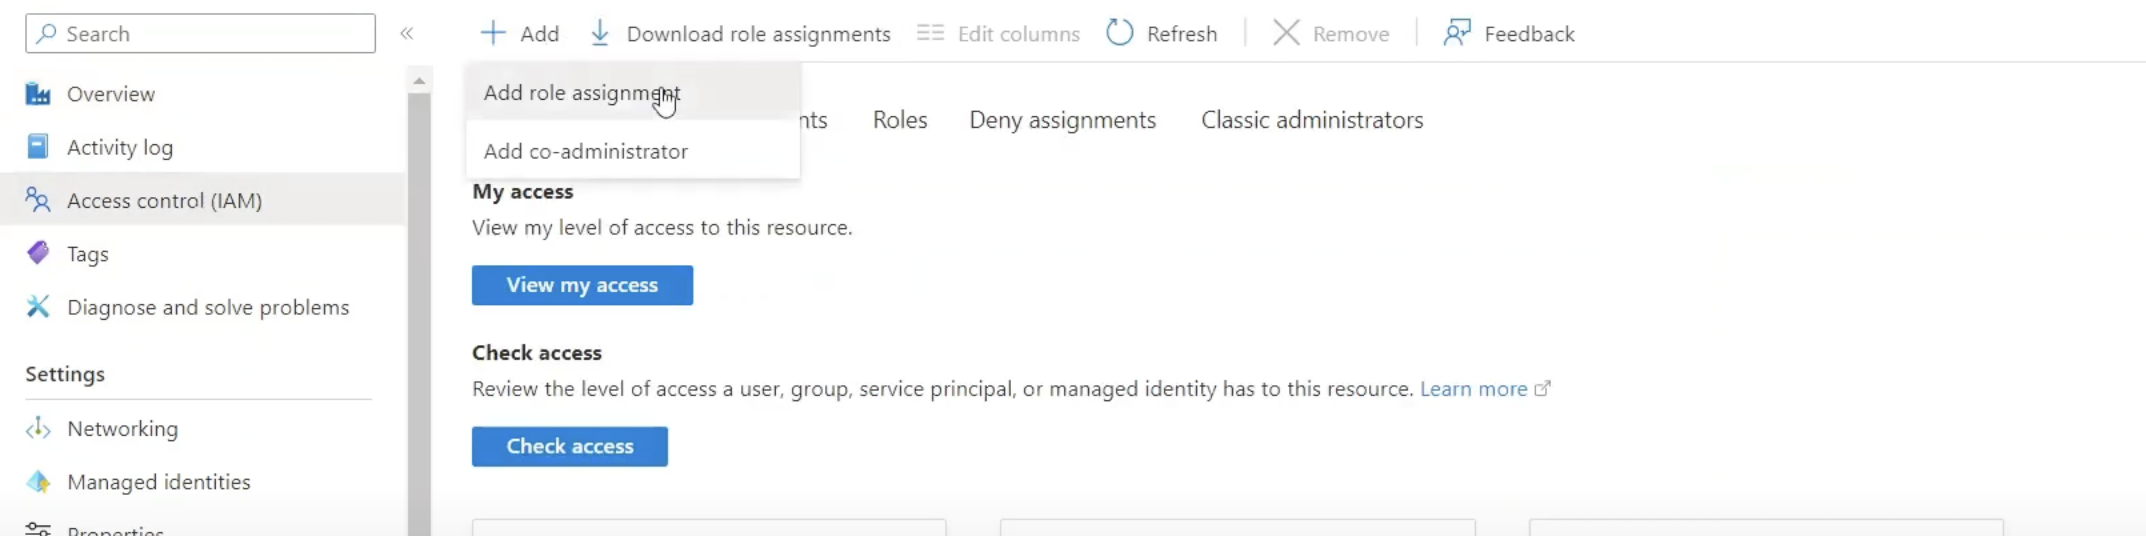 Search
Add
Download role assignments
Edit columns
Refresh
Remove
Feedback
Overview
Activity log
Access control (IAM)
Tags
Diagnose and solve problems
Settings
Networking
Managed identities
Properties
Add role assignment
Add co-administrator
Roles
Deny assignments
Classic administrators
My access
View my level of access to this resource.
View my access
Check access
Review the level of access a user, group, service principal, or managed identity has to this resource. Learn more
Check access